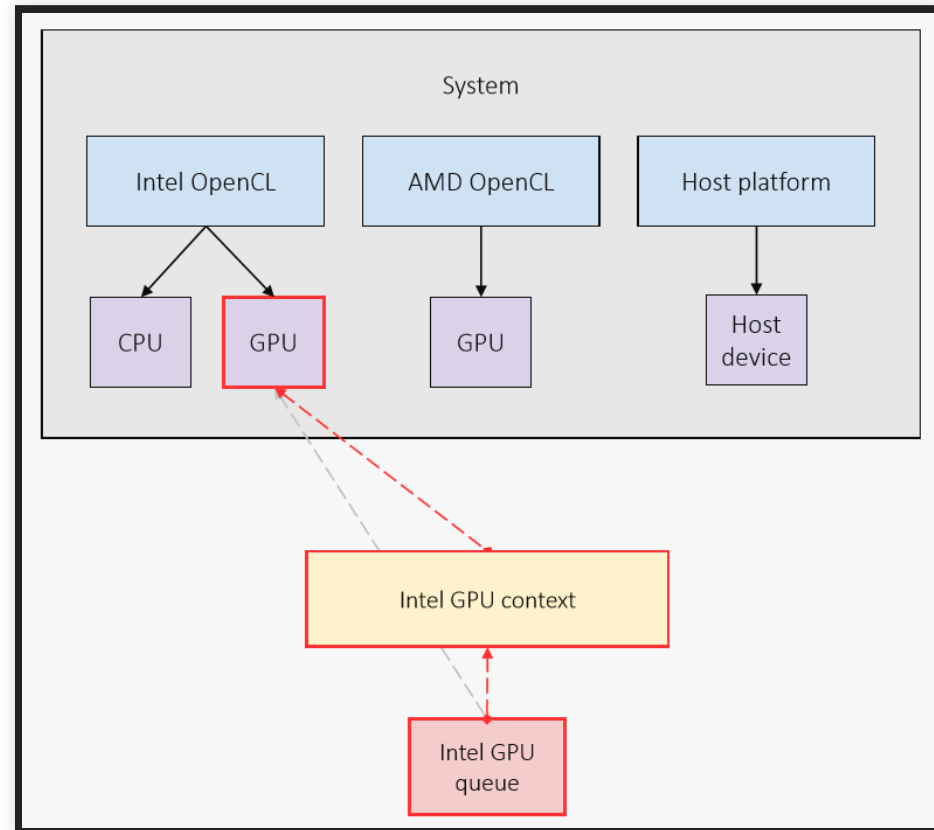 System
Intel OpenCL
AMD OpenCL
Host platform
CPU
GPU
GPU
Host
device
Intel GPU context
Intel GPU
queue